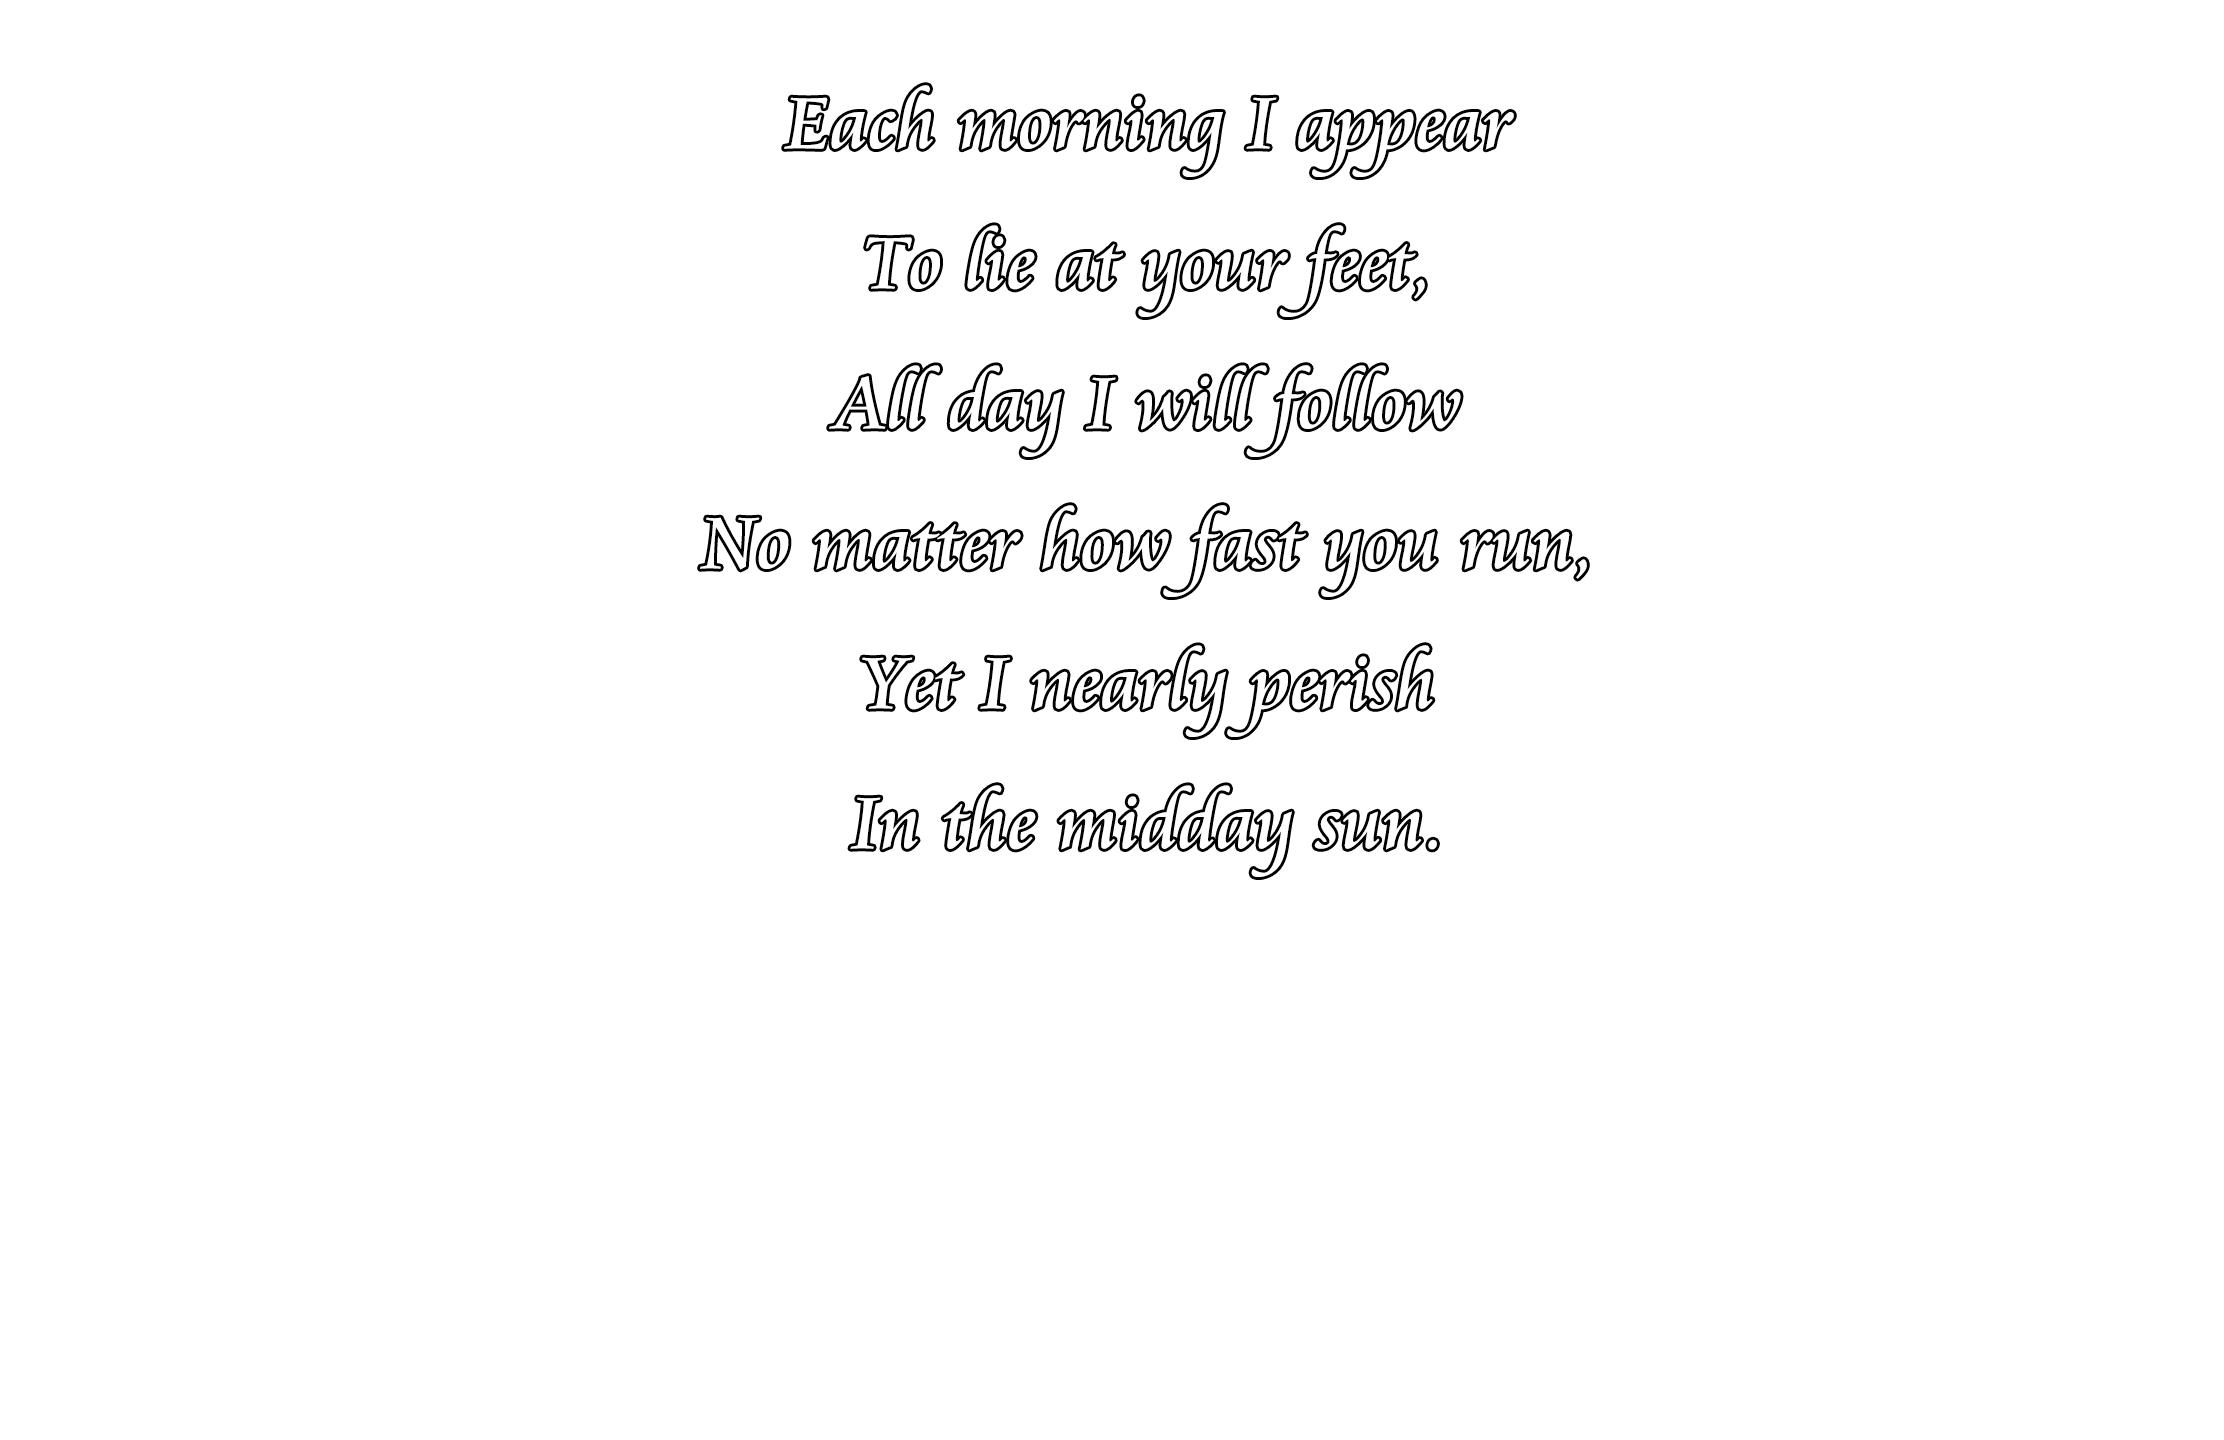 Each morning I appear
To lie at your feet,
All day I will follow
No matter how fast you run,
Yet I nearly perish
In the midday sun.